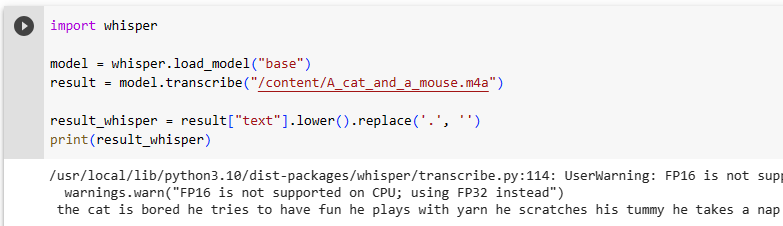 import whisper
model = whisper.load_model("base")
result = model.transcribe("/content/A_cat_and_a_mouse.m4a")
result_whisper = result["text"].lower().replace('.', '')
print(result_whisper)
/usr/local/lib/python3.10/dist-packages/whisper/transcribe.py:114: UserWarning: FP16 is not
warnings.warn("FP16 is not supported on CPU; using FP32 instead")
the cat is bored he tries to have fun he plays with yarn he scratches his tummy he takes a nap